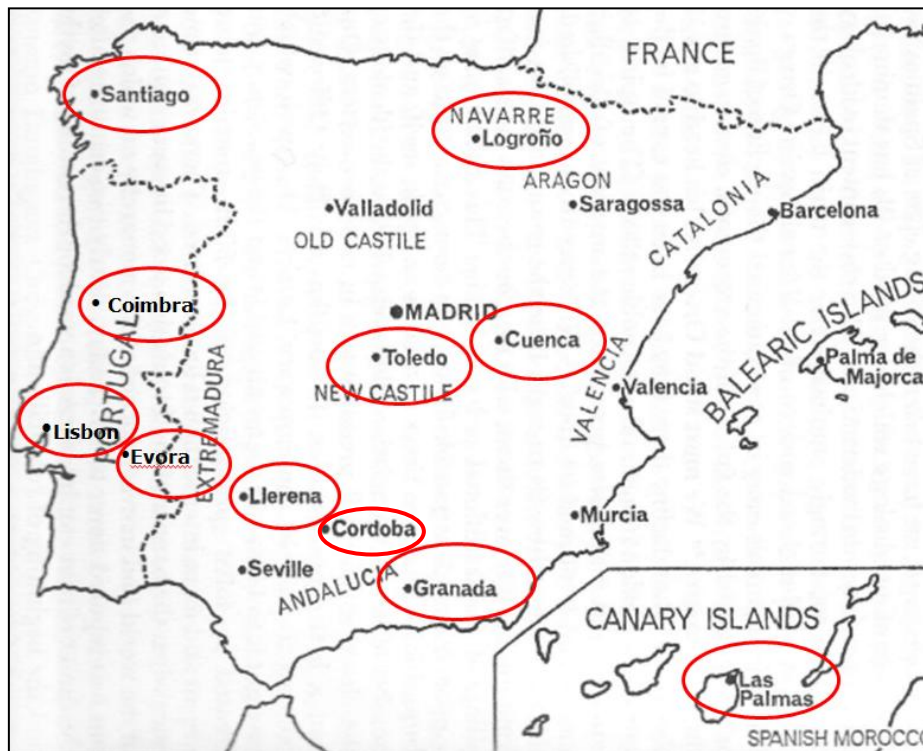 FRANCE
Santiago
NAVARRE
Logroño
ARAGON
Saragossa
CATALONIA
Barcelona
Valladolid
OLD CASTILE
Coimbra
PORTUGAL
MADRID
Toledo
NEW CASTILE
Cuenca
VALENCIA
Valencia
BALEARIC ISLANDS
Palma de
Majorca
Lisbon
Evora
EXTREMADURA
Llerena
Cordoba
Murcia
Seville
ANDALUCIA
Granada
CANARY ISLANDS
Las
Palmas
SPANISH MOROCC